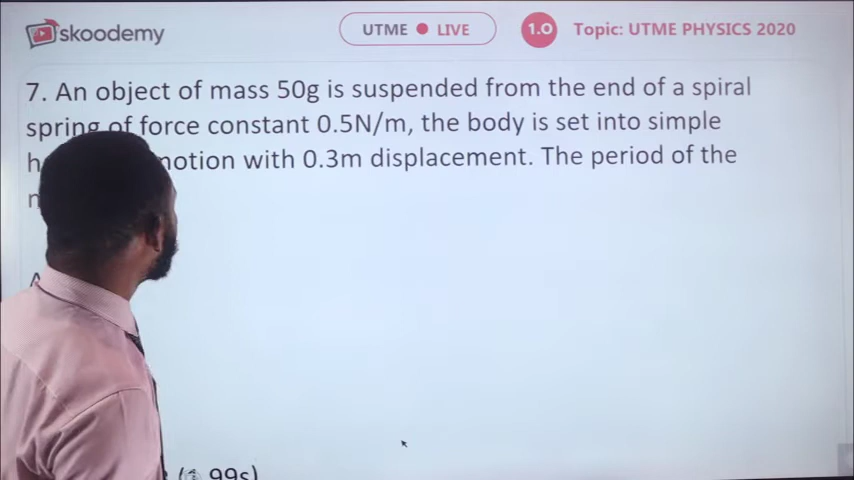 skoodemy
UTME LIVE
1.0
Topic: UTME PHYSICS 2020
7. An object of mass 50g is suspended from the end of a spiral
spring of force constant 0.5N/m, the body is set into simple
with 0.3m displacement. The period of the